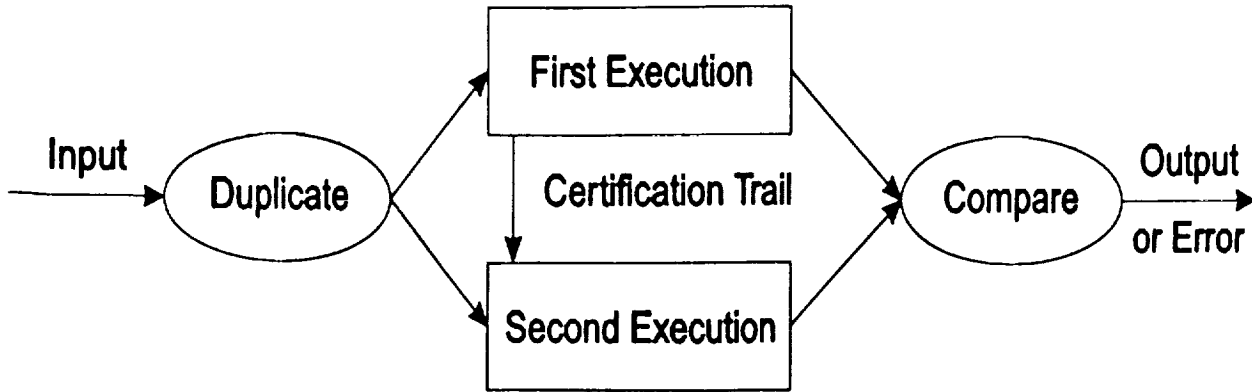 First Execution
Input
Duplicate
Certification Trail
Compare
Output
or Error
Second Execution